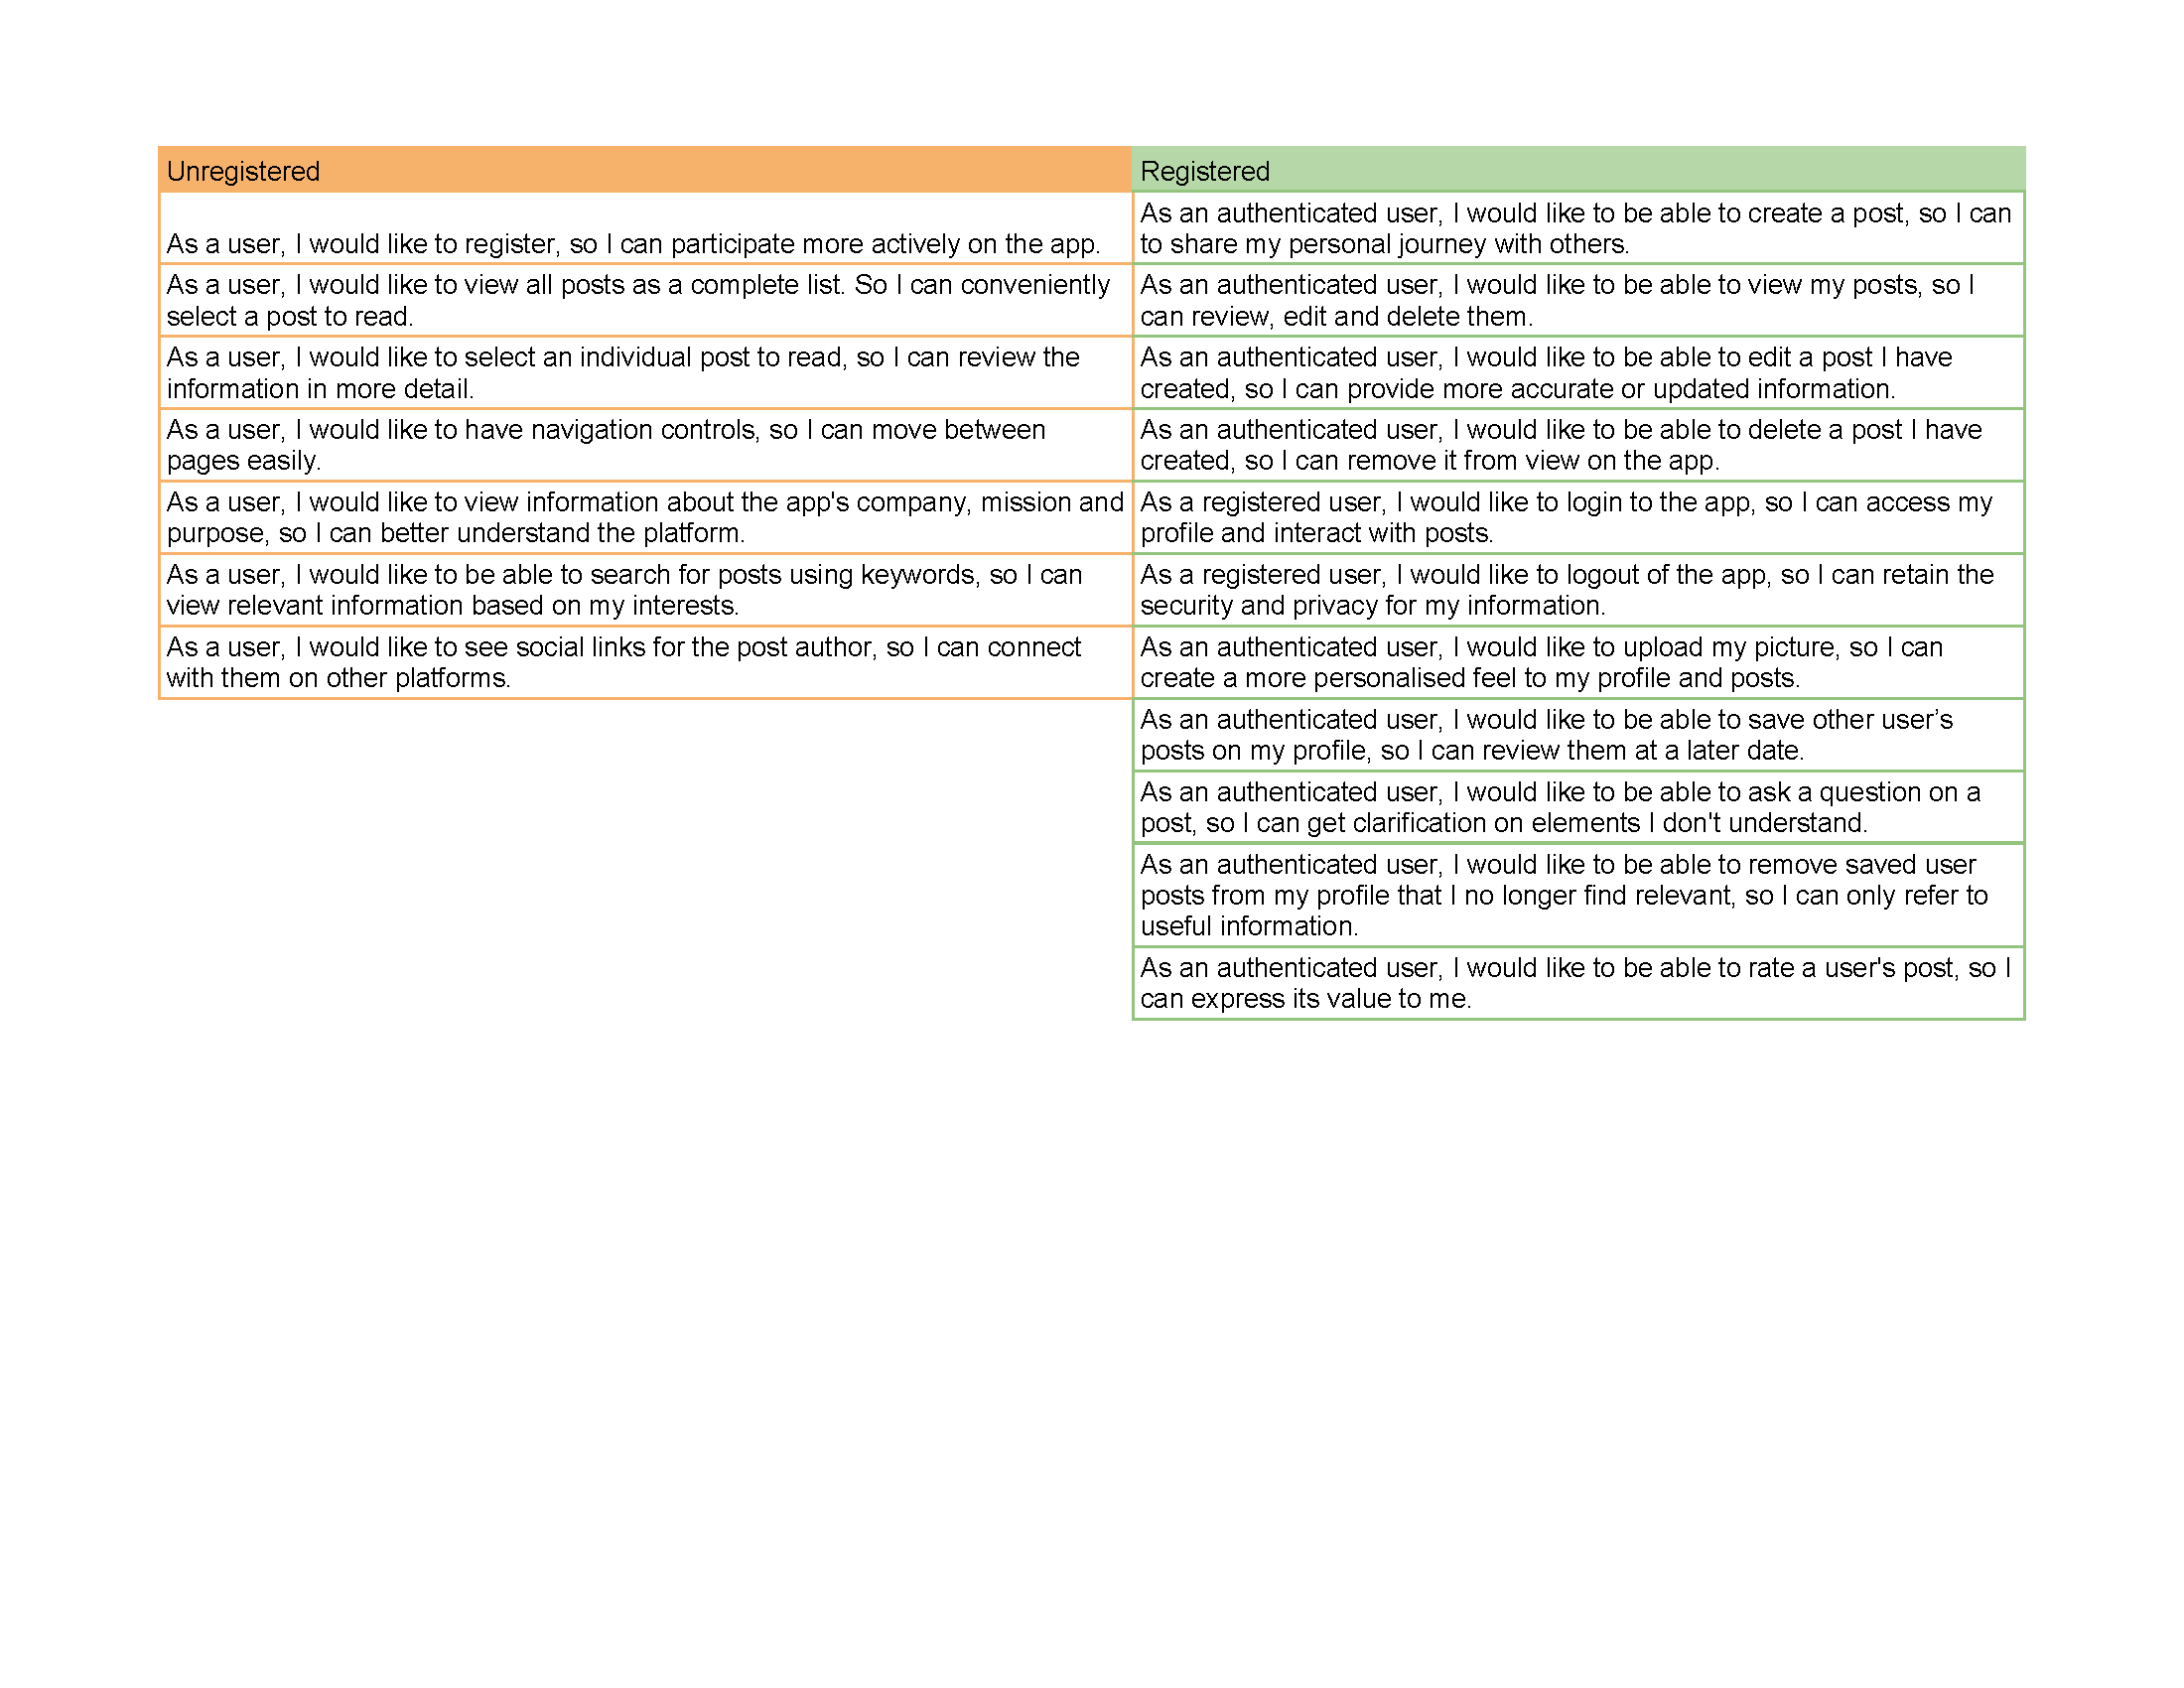 Unregistered
As a user, I would like to register, so I can participate more actively on the app.
As a user, I would like to view all posts as a complete list. So I can conveniently
select a post to read.
As a user, I would like to select an individual post to read, so I can review the
information in more detail.
As a user, I would like to have navigation controls, so I can move between
pages easily.
As a user, I would like to view information about the app's company, mission and
purpose, so I can better understand the platform.
As a user, I would like to be able to search for posts using keywords, so I can
view relevant information based on my interests.
As a user, I would like to see social links for the post author, so I can connect
with them on other platforms.
Registered
As an authenticated user, I would like to be able to create a post, so I can
to share my personal journey with others.
As an authenticated user, I would like to be able to view my posts, so I
can review, edit and delete them.
As an authenticated user, I would like to be able to edit a post I have
created, so I can provide more accurate or updated information.
As an authenticated user, I would like to be able to delete a post I have
created, so I can remove it from view on the app.
As a registered user, I would like to login to the app, so I can access my
profile and interact with posts.
As a registered user, I would like to logout of the app, so I can retain the
security and privacy for my information.
As an authenticated user, I would like to upload my picture, so I can
create a more personalised feel to my profile and posts.
As an authenticated user, I would like to be able to save other user’s
posts on my profile, so I can review them at a later date.
As an authenticated user, I would like to be able to ask a question on a
post, so I can get clarification on elements I don't understand.
As an authenticated user, I would like to be able to remove saved user
posts from my profile that I no longer find relevant, so I can only refer to
useful information.
As an authenticated user, I would like to be able to rate a user's post, so I
can express its value to me.